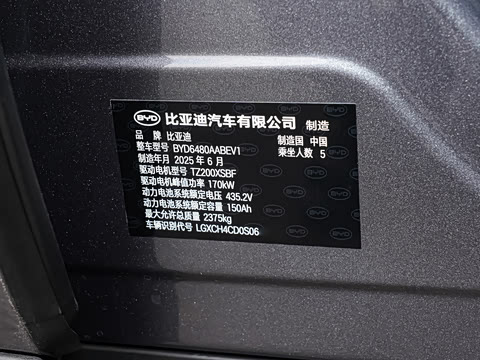 BYD 比亚迪汽车有限公司 制造
品 牌 比亚迪 制造国 中国
整车型号 BYD6480AABEV1 乘坐人数 5
制造年月 2025 年 6 月
驱动电机型号 TZ200XSBF
驱动电机峰值功率 170kW
动力电池系统额定电压 435.2V
动力电池系统额定容量 150Ah
最大允许总质量 2375kg
车辆识别代号 LGXCH4CD0S06